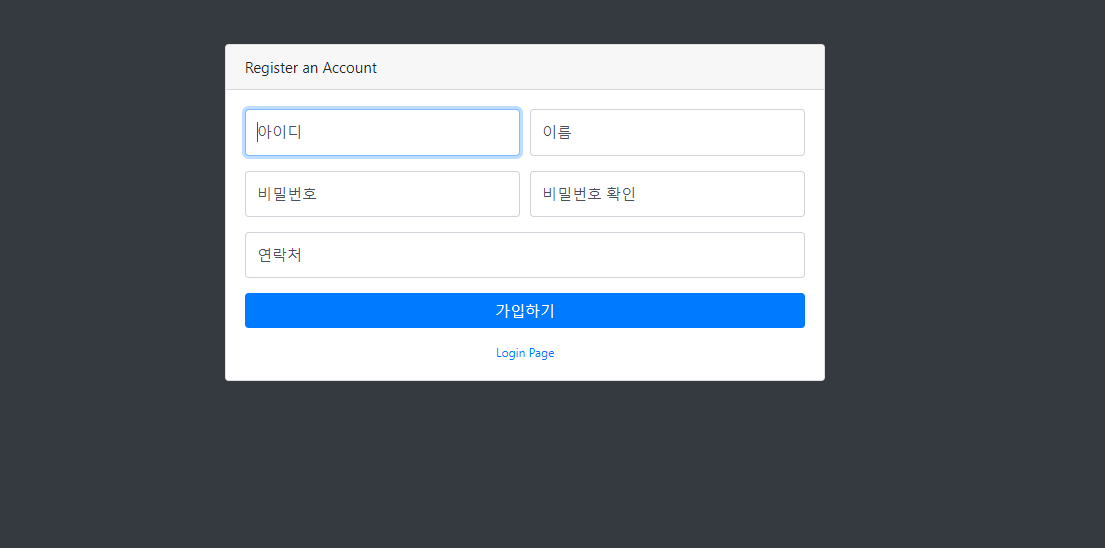 Register an Account
아이디
이름
비밀번호
비밀번호 확인
연락처
가입하기
Login Page